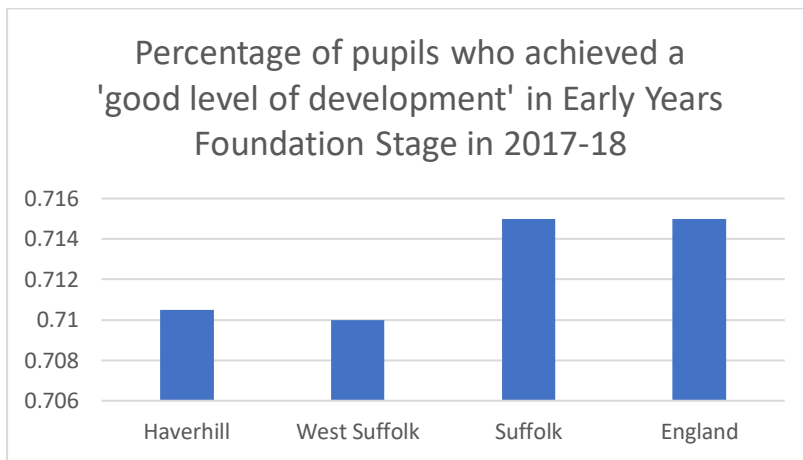 Percentage of pupils who achieved a
'good level of development' in Early Years
Foundation Stage in 2017-18
0.716
0.714
0.712
0.71
0.708
0.706
Haverhill West Suffolk Suffolk England